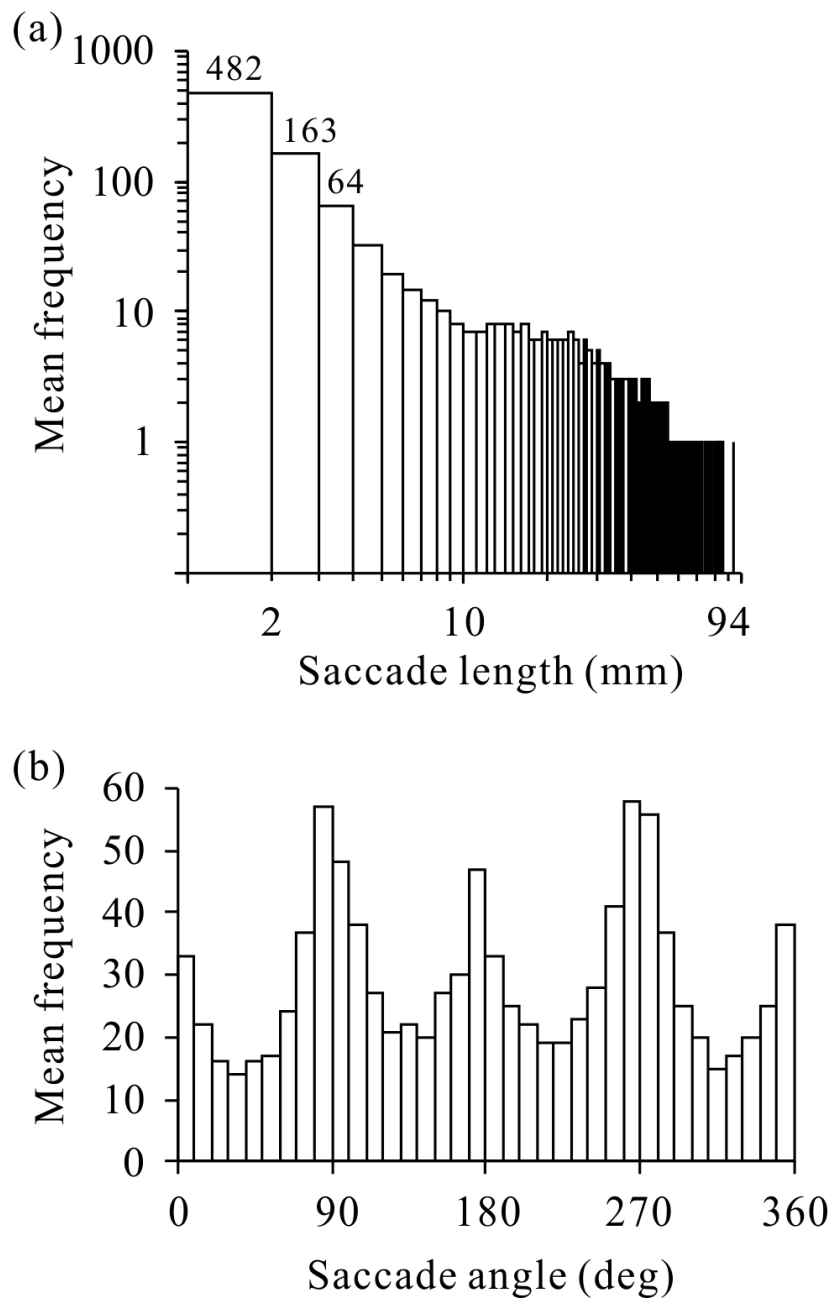 (a)
1000
482
163
64
100
10
1
Mean frequency
2 10 94
Saccade length (mm)
(b)
60
50
40
30
20
10
0
Mean frequency
0 90 180 270 360
Saccade angle (deg)